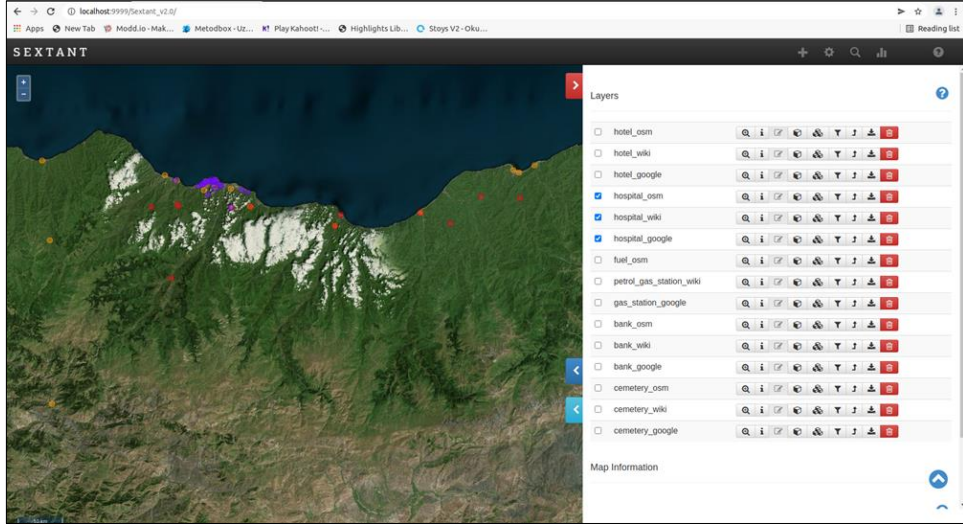 localhost:9999/Sextant_v2.0/
Apps New Tab Modd.io - Mak... Metodbox - Uz... Play Kahoot! -... Highlights Lib... Stoys V2 - Oku... Reading list
SEXTANT
Layers
hotel_osm
hotel_wiki
hotel_google
hospital_osm
hospital_wiki
hospital_google
fuel_osm
petrol_gas_station_wiki
gas_station_google
bank_osm
bank_wiki
bank_google
cemetery_osm
cemetery_wiki
cemetery_google
Map Information